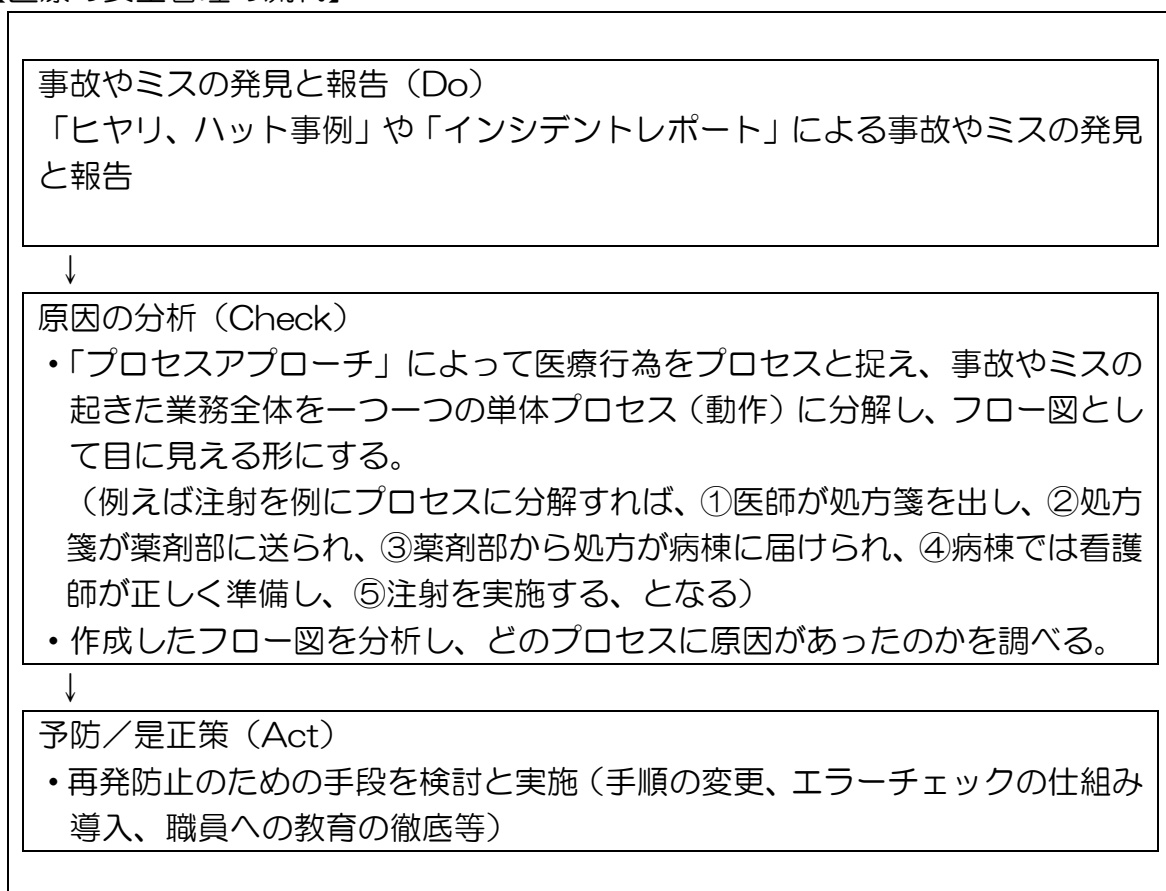 事故やミスの発見と報告（Do）
「ヒヤリ、ハット事例」や「インシデントレポート」による事故やミスの発見
と報告
↓
原因の分析（Check）
・「プロセスアプローチ」によって医療行為をプロセスと捉え、事故やミスの
起きた業務全体を一つ一つの単体プロセス（動作）に分解し、フロー図とし
て目に見える形にする。
（例えば注射を例にプロセスに分解すれば、①医師が処方箋を出し、②処方
箋が薬剤部に送られ、③薬剤部から処方が病棟に届けられ、④病棟では看護
師が正しく準備し、⑤注射を実施する、となる）
・作成したフロー図を分析し、どのプロセスに原因があったのかを調べる。
↓
予防／是正策（Act）
・再発防止のための手段を検討と実施（手順の変更、エラーチェックの仕組み
導入、職員への教育の徹底等）